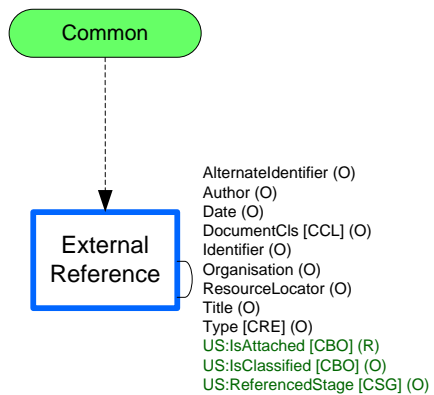 Common
External
Reference
AlternateIdentifier (O)
Author (O)
Date (O)
DocumentCls [CCL] (O)
Identifier (O)
Organisation (O)
ResourceLocator (O)
Title (O)
Type [CRE] (O)
US:IsAttached [CBO] (R)
US:IsClassified [CBO] (O)
US:ReferencedStage [CSG] (O)